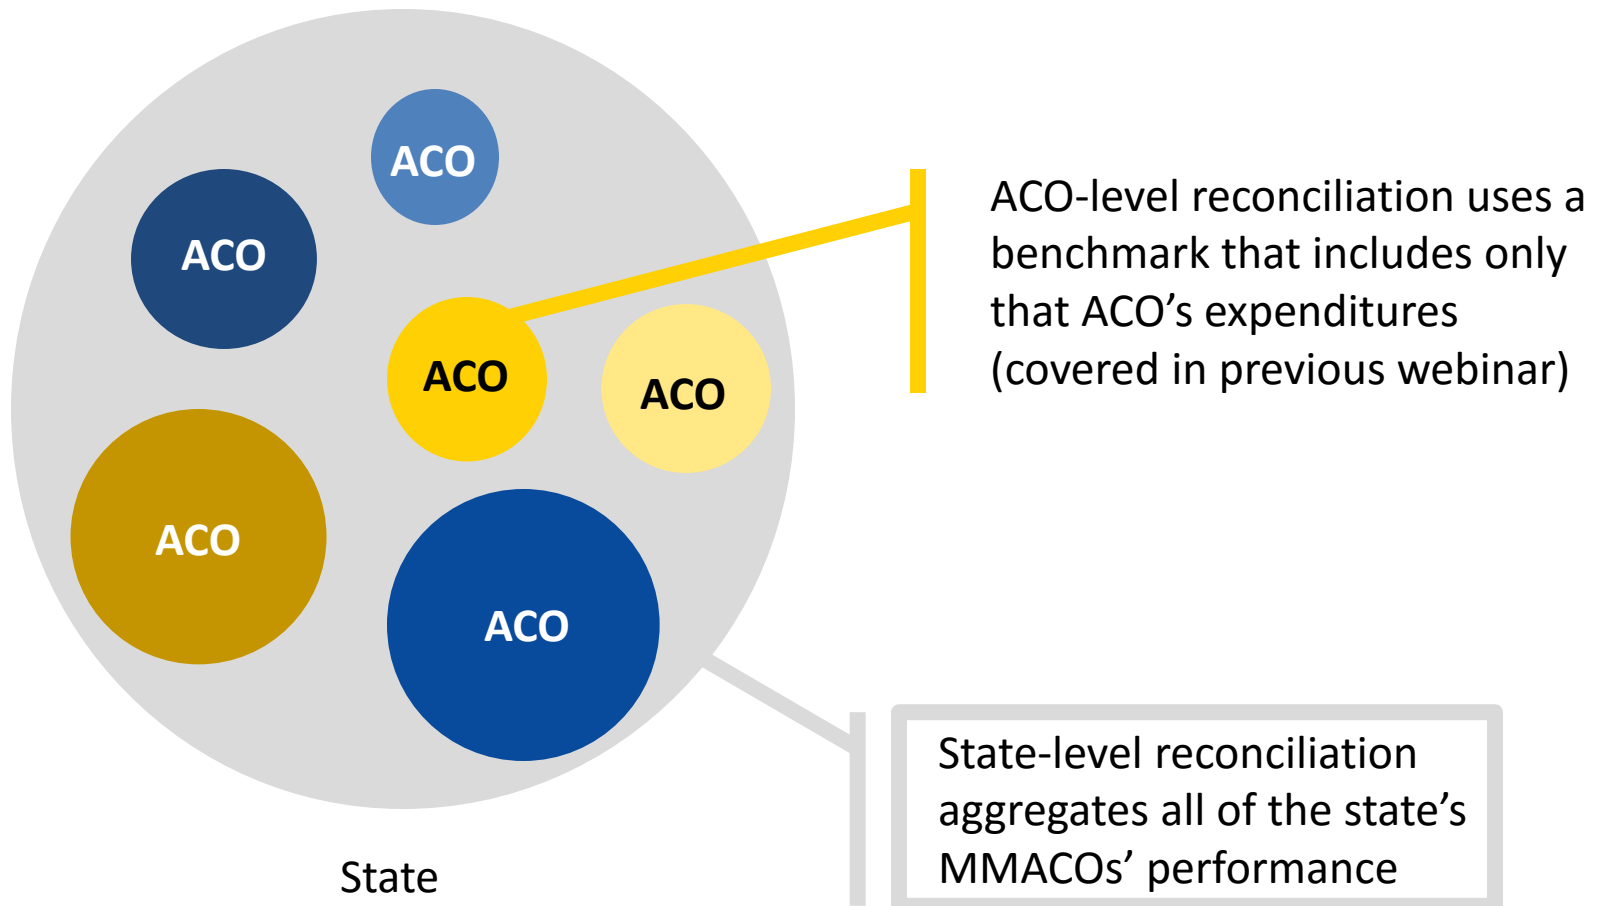 ACO
ACO
ACO
ACO
ACO
ACO
State
ACO-level reconciliation uses a
benchmark that includes only
that ACO’s expenditures
(covered in previous webinar)
State-level reconciliation
aggregates all of the state’s
MMACOs’ performance